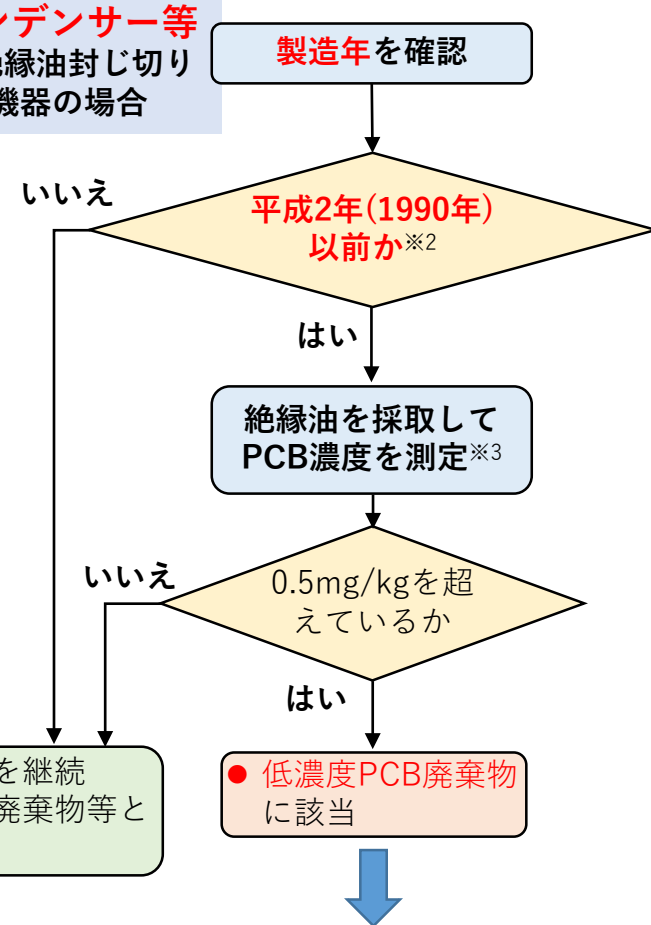 ンデンサー等
縁油封じ切り
機器の場合
製造年を確認
いいえ
平成2年(1990年)
以前か※2
はい
絶縁油を採取して
PCB濃度を測定※3
いいえ
0.5mg/kgを超
えているか
はい
を継続
廃棄物等と
● 低濃度PCB廃棄物
に該当